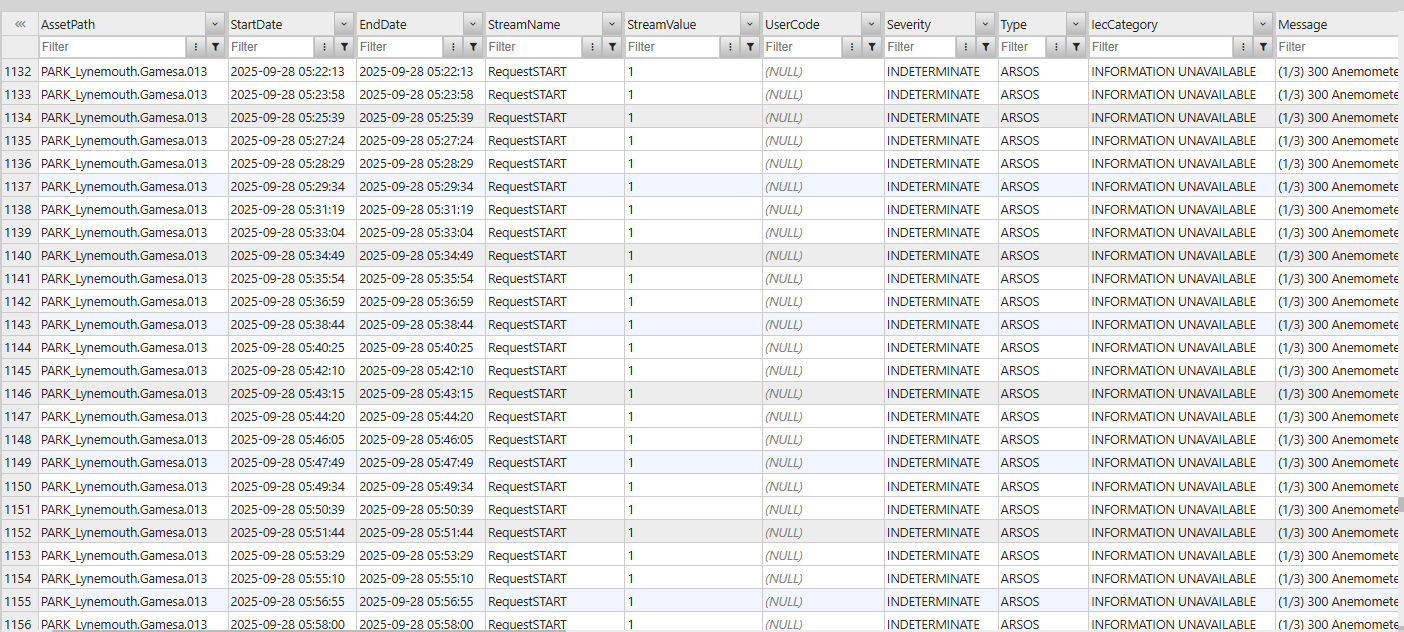 AssetPath StartDate EndDate StreamName StreamValue UserCode Severity Type IecCategory Message
Filter Filter Filter Filter Filter Filter Filter Filter Filter Filter
1132 PARK_Lynemouth.Gamesa.013 2025-09-28 05:22:13 2025-09-28 05:22:13 RequestSTART 1 (NULL) INDETERMINATE ARSOS INFORMATION UNAVAILABLE (1/3) 300 Anemomete
1133 PARK_Lynemouth.Gamesa.013 2025-09-28 05:23:58 2025-09-28 05:23:58 RequestSTART 1 (NULL) INDETERMINATE ARSOS INFORMATION UNAVAILABLE (1/3) 300 Anemomete
1134 PARK_Lynemouth.Gamesa.013 2025-09-28 05:25:39 2025-09-28 05:25:39 RequestSTART 1 (NULL) INDETERMINATE ARSOS INFORMATION UNAVAILABLE (1/3) 300 Anemomete
1135 PARK_Lynemouth.Gamesa.013 2025-09-28 05:27:24 2025-09-28 05:27:24 RequestSTART 1 (NULL) INDETERMINATE ARSOS INFORMATION UNAVAILABLE (1/3) 300 Anemomete
1136 PARK_Lynemouth.Gamesa.013 2025-09-28 05:28:29 2025-09-28 05:28:29 RequestSTART 1 (NULL) INDETERMINATE ARSOS INFORMATION UNAVAILABLE (1/3) 300 Anemomete
1137 PARK_Lynemouth.Gamesa.013 2025-09-28 05:29:34 2025-09-28 05:29:34 RequestSTART 1 (NULL) INDETERMINATE ARSOS INFORMATION UNAVAILABLE (1/3) 300 Anemomete
1138 PARK_Lynemouth.Gamesa.013 2025-09-28 05:31:19 2025-09-28 05:31:19 RequestSTART 1 (NULL) INDETERMINATE ARSOS INFORMATION UNAVAILABLE (1/3) 300 Anemomete
1139 PARK_Lynemouth.Gamesa.013 2025-09-28 05:33:04 2025-09-28 05:33:04 RequestSTART 1 (NULL) INDETERMINATE ARSOS INFORMATION UNAVAILABLE (1/3) 300 Anemomete
1140 PARK_Lynemouth.Gamesa.013 2025-09-28 05:34:49 2025-09-28 05:34:49 RequestSTART 1 (NULL) INDETERMINATE ARSOS INFORMATION UNAVAILABLE (1/3) 300 Anemomete
1141 PARK_Lynemouth.Gamesa.013 2025-09-28 05:35:54 2025-09-28 05:35:54 RequestSTART 1 (NULL) INDETERMINATE ARSOS INFORMATION UNAVAILABLE (1/3) 300 Anemomete
1142 PARK_Lynemouth.Gamesa.013 2025-09-28 05:36:59 2025-09-28 05:36:59 RequestSTART 1 (NULL) INDETERMINATE ARSOS INFORMATION UNAVAILABLE (1/3) 300 Anemomete
1143 PARK_Lynemouth.Gamesa.013 2025-09-28 05:38:44 2025-09-28 05:38:44 RequestSTART 1 (NULL) INDETERMINATE ARSOS INFORMATION UNAVAILABLE (1/3) 300 Anemomete
1144 PARK_Lynemouth.Gamesa.013 2025-09-28 05:40:25 2025-09-28 05:40:25 RequestSTART 1 (NULL) INDETERMINATE ARSOS INFORMATION UNAVAILABLE (1/3) 300 Anemomete
1145 PARK_Lynemouth.Gamesa.013 2025-09-28 05:42:10 2025-09-28 05:42:10 RequestSTART 1 (NULL) INDETERMINATE ARSOS INFORMATION UNAVAILABLE (1/3) 300 Anemomete
1146 PARK_Lynemouth.Gamesa.013 2025-09-28 05:43:15 2025-09-28 05:43:15 RequestSTART 1 (NULL) INDETERMINATE ARSOS INFORMATION UNAVAILABLE (1/3) 300 Anemomete
1147 PARK_Lynemouth.Gamesa.013 2025-09-28 05:44:20 2025-09-28 05:44:20 RequestSTART 1 (NULL) INDETERMINATE ARSOS INFORMATION UNAVAILABLE (1/3) 300 Anemomete
1148 PARK_Lynemouth.Gamesa.013 2025-09-28 05:46:05 2025-09-28 05:46:05 RequestSTART 1 (NULL) INDETERMINATE ARSOS INFORMATION UNAVAILABLE (1/3) 300 Anemomete
1149 PARK_Lynemouth.Gamesa.013 2025-09-28 05:47:49 2025-09-28 05:47:49 RequestSTART 1 (NULL) INDETERMINATE ARSOS INFORMATION UNAVAILABLE (1/3) 300 Anemomete
1150 PARK_Lynemouth.Gamesa.013 2025-09-28 05:49:34 2025-09-28 05:49:34 RequestSTART 1 (NULL) INDETERMINATE ARSOS INFORMATION UNAVAILABLE (1/3) 300 Anemomete
1151 PARK_Lynemouth.Gamesa.013 2025-09-28 05:50:39 2025-09-28 05:50:39 RequestSTART 1 (NULL) INDETERMINATE ARSOS INFORMATION UNAVAILABLE (1/3) 300 Anemomete
1152 PARK_Lynemouth.Gamesa.013 2025-09-28 05:51:44 2025-09-28 05:51:44 RequestSTART 1 (NULL) INDETERMINATE ARSOS INFORMATION UNAVAILABLE (1/3) 300 Anemomete
1153 PARK_Lynemouth.Gamesa.013 2025-09-28 05:53:29 2025-09-28 05:53:29 RequestSTART 1 (NULL) INDETERMINATE ARSOS INFORMATION UNAVAILABLE (1/3) 300 Anemomete
1154 PARK_Lynemouth.Gamesa.013 2025-09-28 05:55:10 2025-09-28 05:55:10 RequestSTART 1 (NULL) INDETERMINATE ARSOS INFORMATION UNAVAILABLE (1/3) 300 Anemomete
1155 PARK_Lynemouth.Gamesa.013 2025-09-28 05:56:55 2025-09-28 05:56:55 RequestSTART 1 (NULL) INDETERMINATE ARSOS INFORMATION UNAVAILABLE (1/3) 300 Anemomete
1156 PARK_Lynemouth.Gamesa.013 2025-09-28 05:58:00 2025-09-28 05:58:00 RequestSTART 1 (NULL) INDETERMINATE ARSOS INFORMATION UNAVAILABLE (1/3) 300 Anemomete